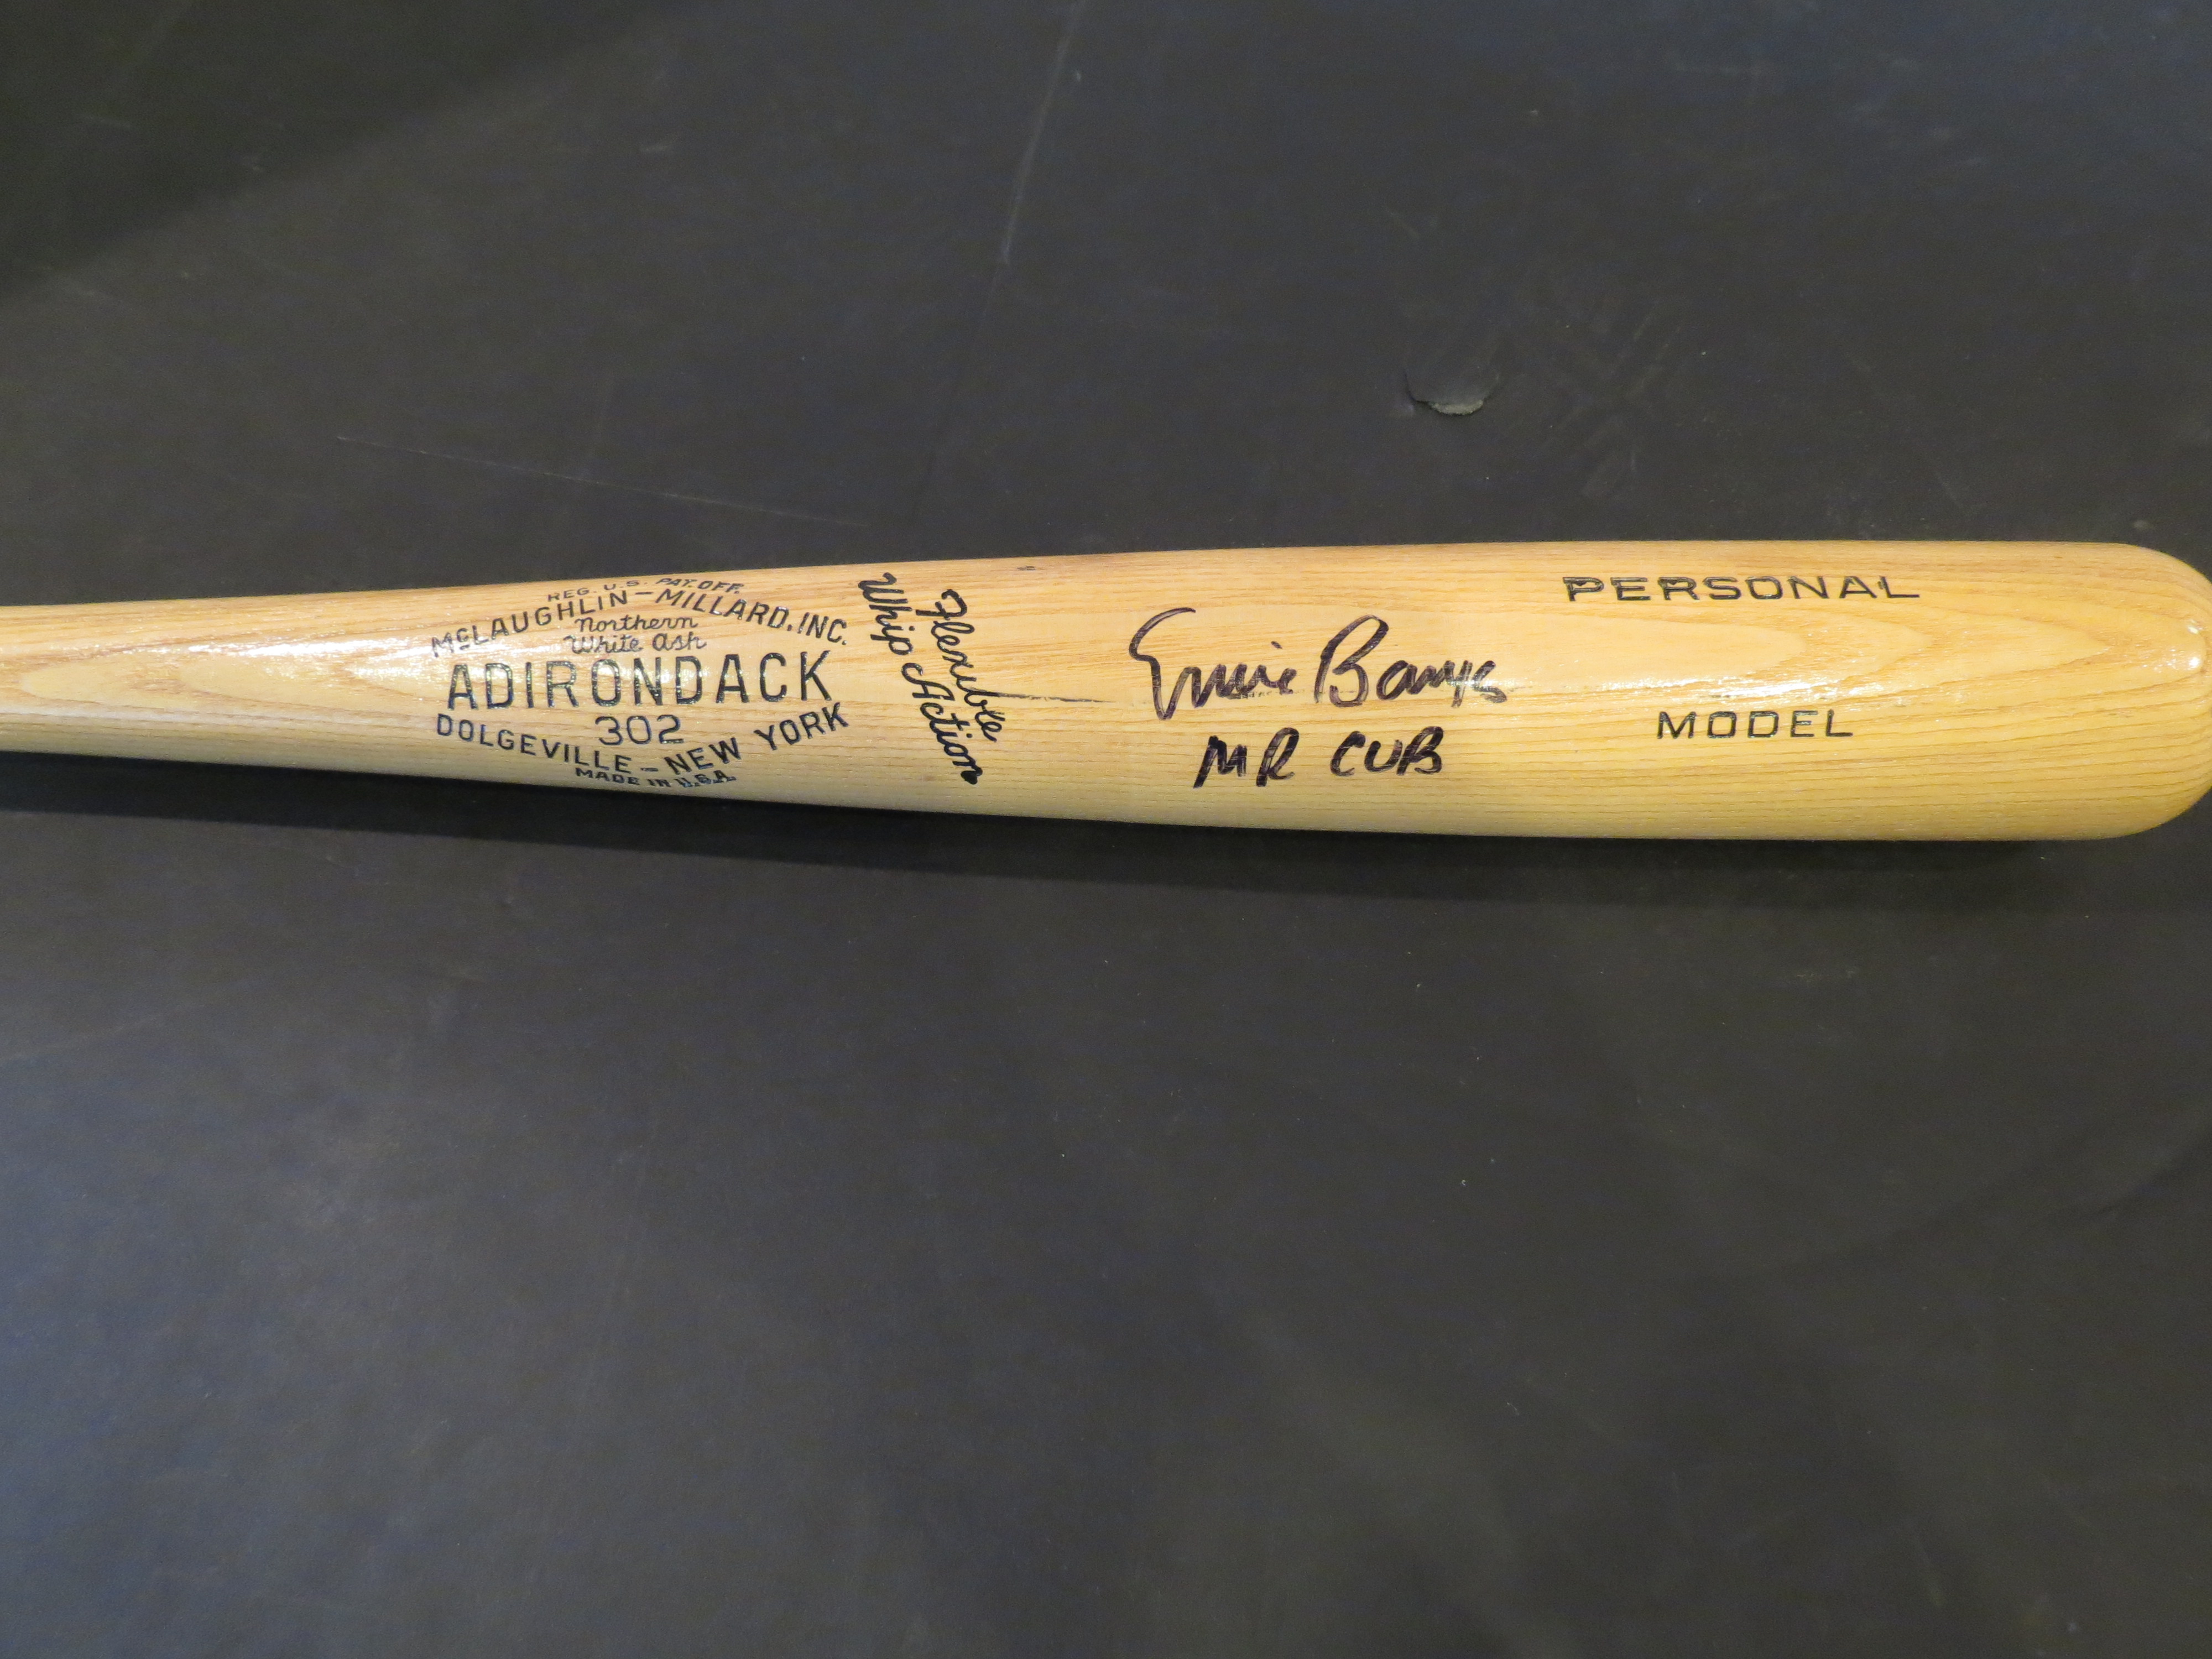 REG. U.S. PAT. OFF.
McLAUGHLIN-MILLARD, INC.
Northern
White Ash
ADIRONDACK
302
DOLGEVILLE-NEW YORK
MADE IN U.S.A.
Flexible
Whip Action
Ernie Banks
MR CUB
PERSONAL
MODEL